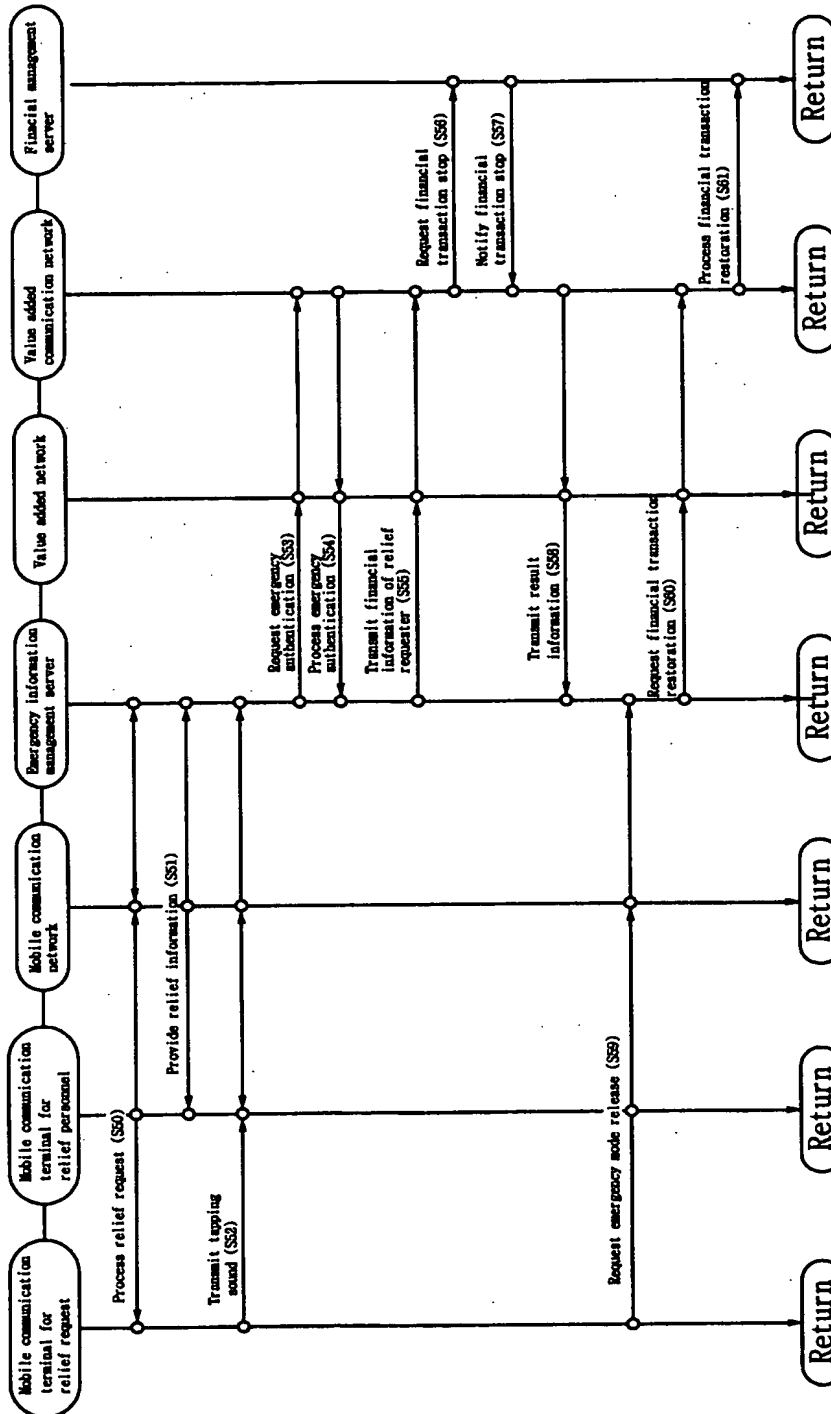 Mobile communication
terminal for
relief request
Mobile communication
terminal for
relief personnel
Mobile communication
network
Emergency information
management server
Value added network
Value added
communication network
Finacial management
server
Process relief request (S50)
Provide relief information (S51)
Transmit tapping
sound (S52)
Request emergency
authentication (S53)
Process emergency
authentication (S54)
Transmit financial
information of relief
requester (S55)
Request financial
transaction stop (S56)
Notify financial
transaction stop (S57)
Transmit result
information (S58)
Request emergency mode release (S59)
Request financial transaction
restoration (S60)
Process financial transaction
restoration (S61)
Return
Return
Return
Return
Return
Return
Return